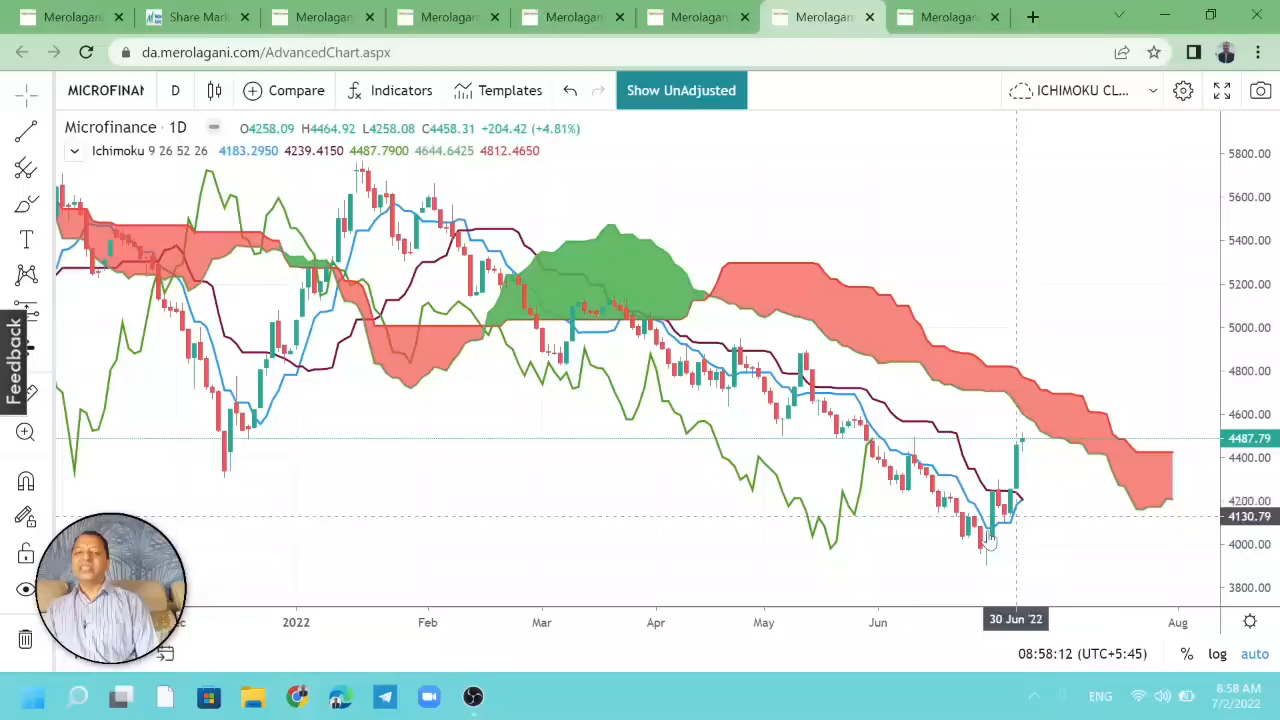 Merolagani
Share Mark
Merolagani
Merolagani
Merolagani
Merolagani
Merolagani
Merolagani
da.merolagani.com/AdvancedChart.aspx
MICROFINAN D Compare Indicators Templates Show UnAdjusted ICHIMOKU CL...
Microfinance · 1D O4258.09 H4464.92 L4258.08 C4458.31 +204.42 (+4.81%)
Ichimoku 9 26 52 26 4183.2950 4239.4150 4487.7900 4644.6425 4812.4650
5800.00
5600.00
5400.00
5200.00
5000.00
4800.00
4600.00
4487.79
4400.00
4200.00
4130.79
4000.00
3800.00
Feedback
2022 Feb Mar Apr May Jun 30 Jun '22 Aug
08:58:12 (UTC+5:45) % log auto
ENG
8:58 AM
7/2/2022